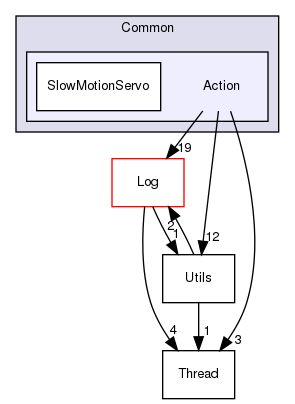 Common
SlowMotionServo
Action
19
Log
2
1
12
Utils
4
1
3
Thread